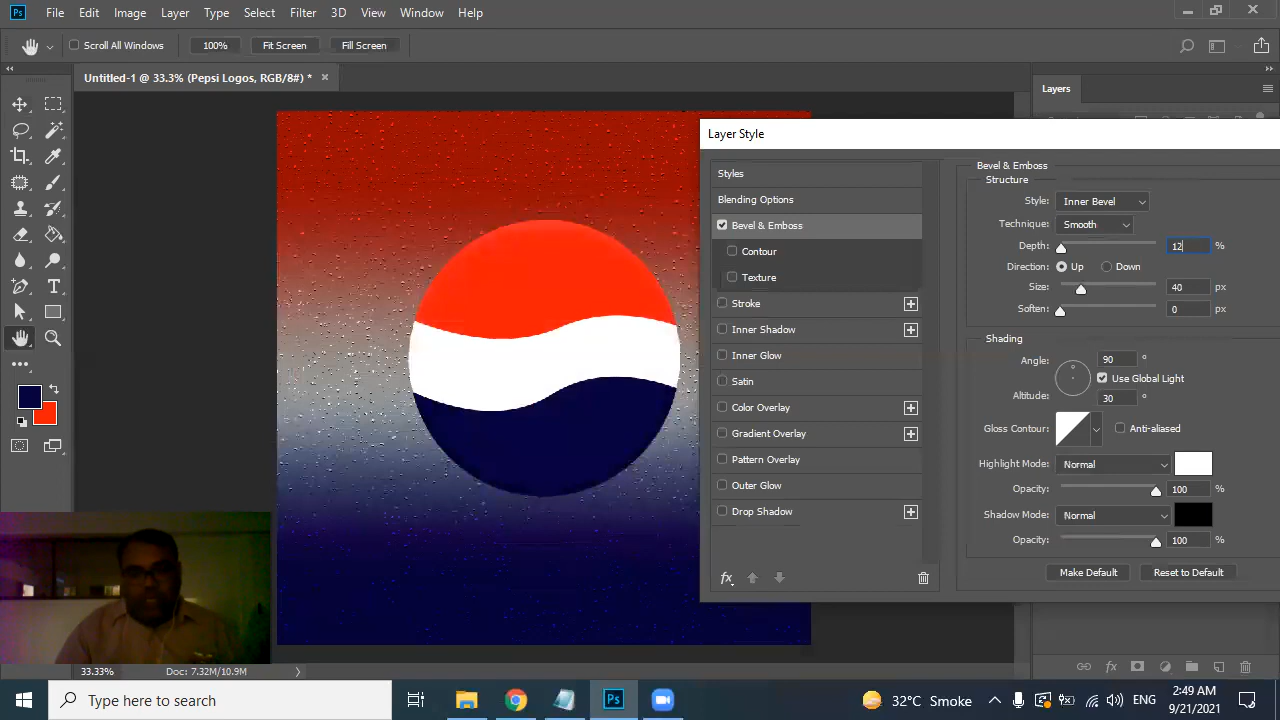 Ps File Edit Image Layer Type Select Filter 3D View Window Help
Scroll All Windows 100% Fit Screen Fill Screen
Untitled-1 @ 33.3% (Pepsi Logos, RGB/8#) *
Layers
Layer Style
Styles
Blending Options
Bevel & Emboss
Contour
Texture
Stroke
Inner Shadow
Inner Glow
Satin
Color Overlay
Gradient Overlay
Pattern Overlay
Outer Glow
Drop Shadow
fx
Bevel & Emboss
Structure
Style: Inner Bevel
Technique: Smooth
Depth: 12 %
Direction: Up Down
Size: 40 px
Soften: 0 px
Shading
Angle: 90 °
Use Global Light
Altitude: 30 °
Gloss Contour: Anti-aliased
Highlight Mode: Normal
Opacity: 100 %
Shadow Mode: Normal
Opacity: 100 %
Make Default Reset to Default
fx
33.33% Doc: 7.32M/10.9M
Type here to search
Ps
32°C Smoke
ENG
2:49 AM
9/21/2021